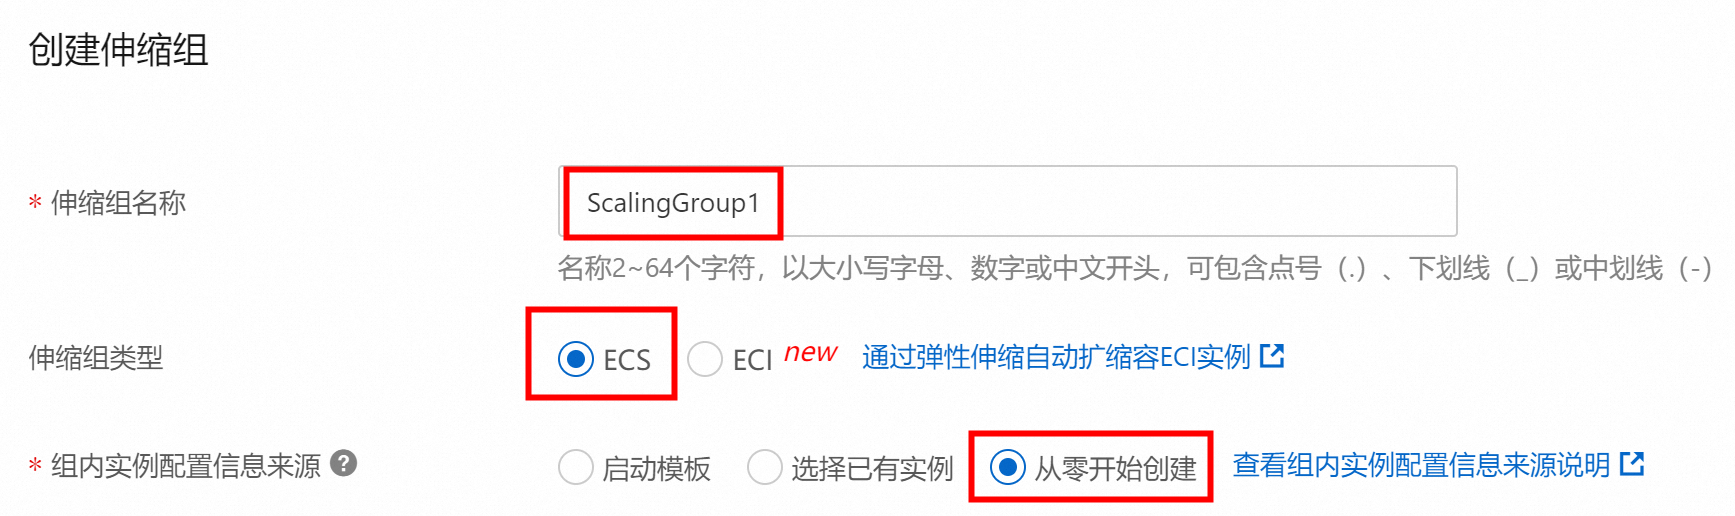 创建伸缩组
* 伸缩组名称 ScalingGroup1
名称2~64个字符，以大小写字母、数字或中文开头，可包含点号（.）、下划线（_）或中划线（-）
伸缩组类型 ECS ECI new 通过弹性伸缩自动扩缩容ECI实例
* 组内实例配置信息来源 ? 启动模板 选择已有实例 从零开始创建 查看组内实例配置信息来源说明